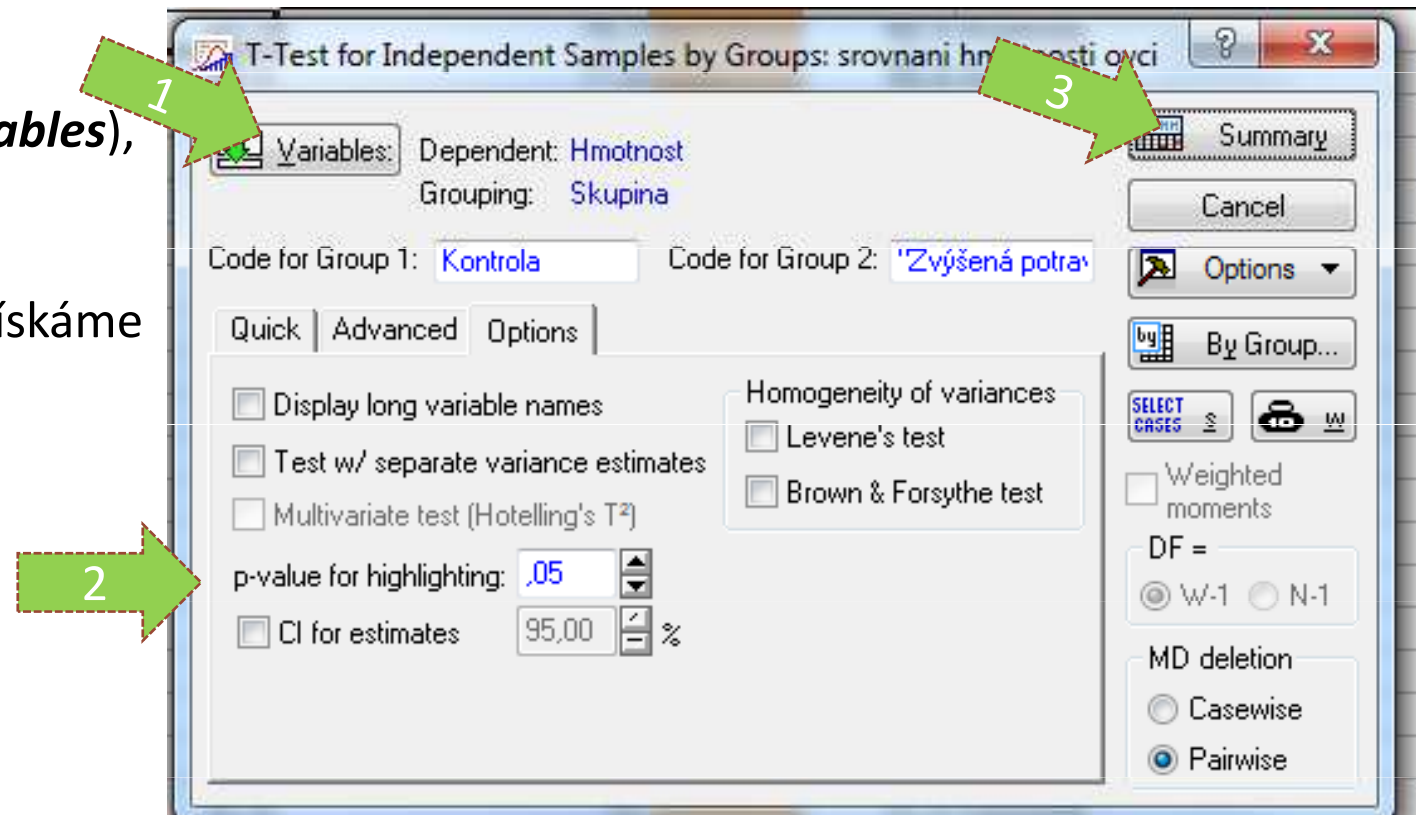 T-Test for Independent Samples by Groups: srovnani ovci
1
3
ables),
Variables: Dependent: Hmotnost
Summary
Grouping: Skupina
Cancel
Code for Group 1: Kontrola Code for Group 2: "Zvýšená potrav
Options
ískáme
Quick Advanced Options
by By Group...
Display long variable names
Homogeneity of variances
SELECT CASES S W
Levene's test
Test w/ separate variance estimates
Brown & Forsythe test
Weighted
moments
Multivariate test (Hotelling's T²)
DF =
2
p-value for highlighting: ,05
W-1 N-1
CI for estimates 95,00 %
MD deletion
Casewise
Pairwise